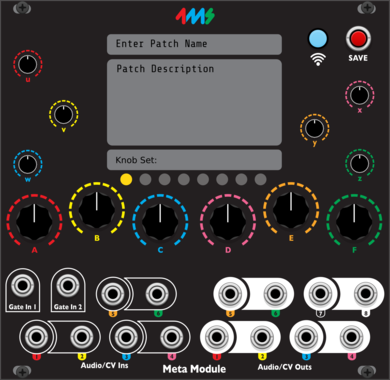 4ms
Enter Patch Name
SAVE
Patch Description
u
x
v
y
w
z
Knob Set:
A
B
C
D
E
F
Gate In 1
Gate In 2
5
6
5
6
7
8
1
2
3
4
1
2
3
4
Audio/CV Ins
Meta Module
Audio/CV Outs